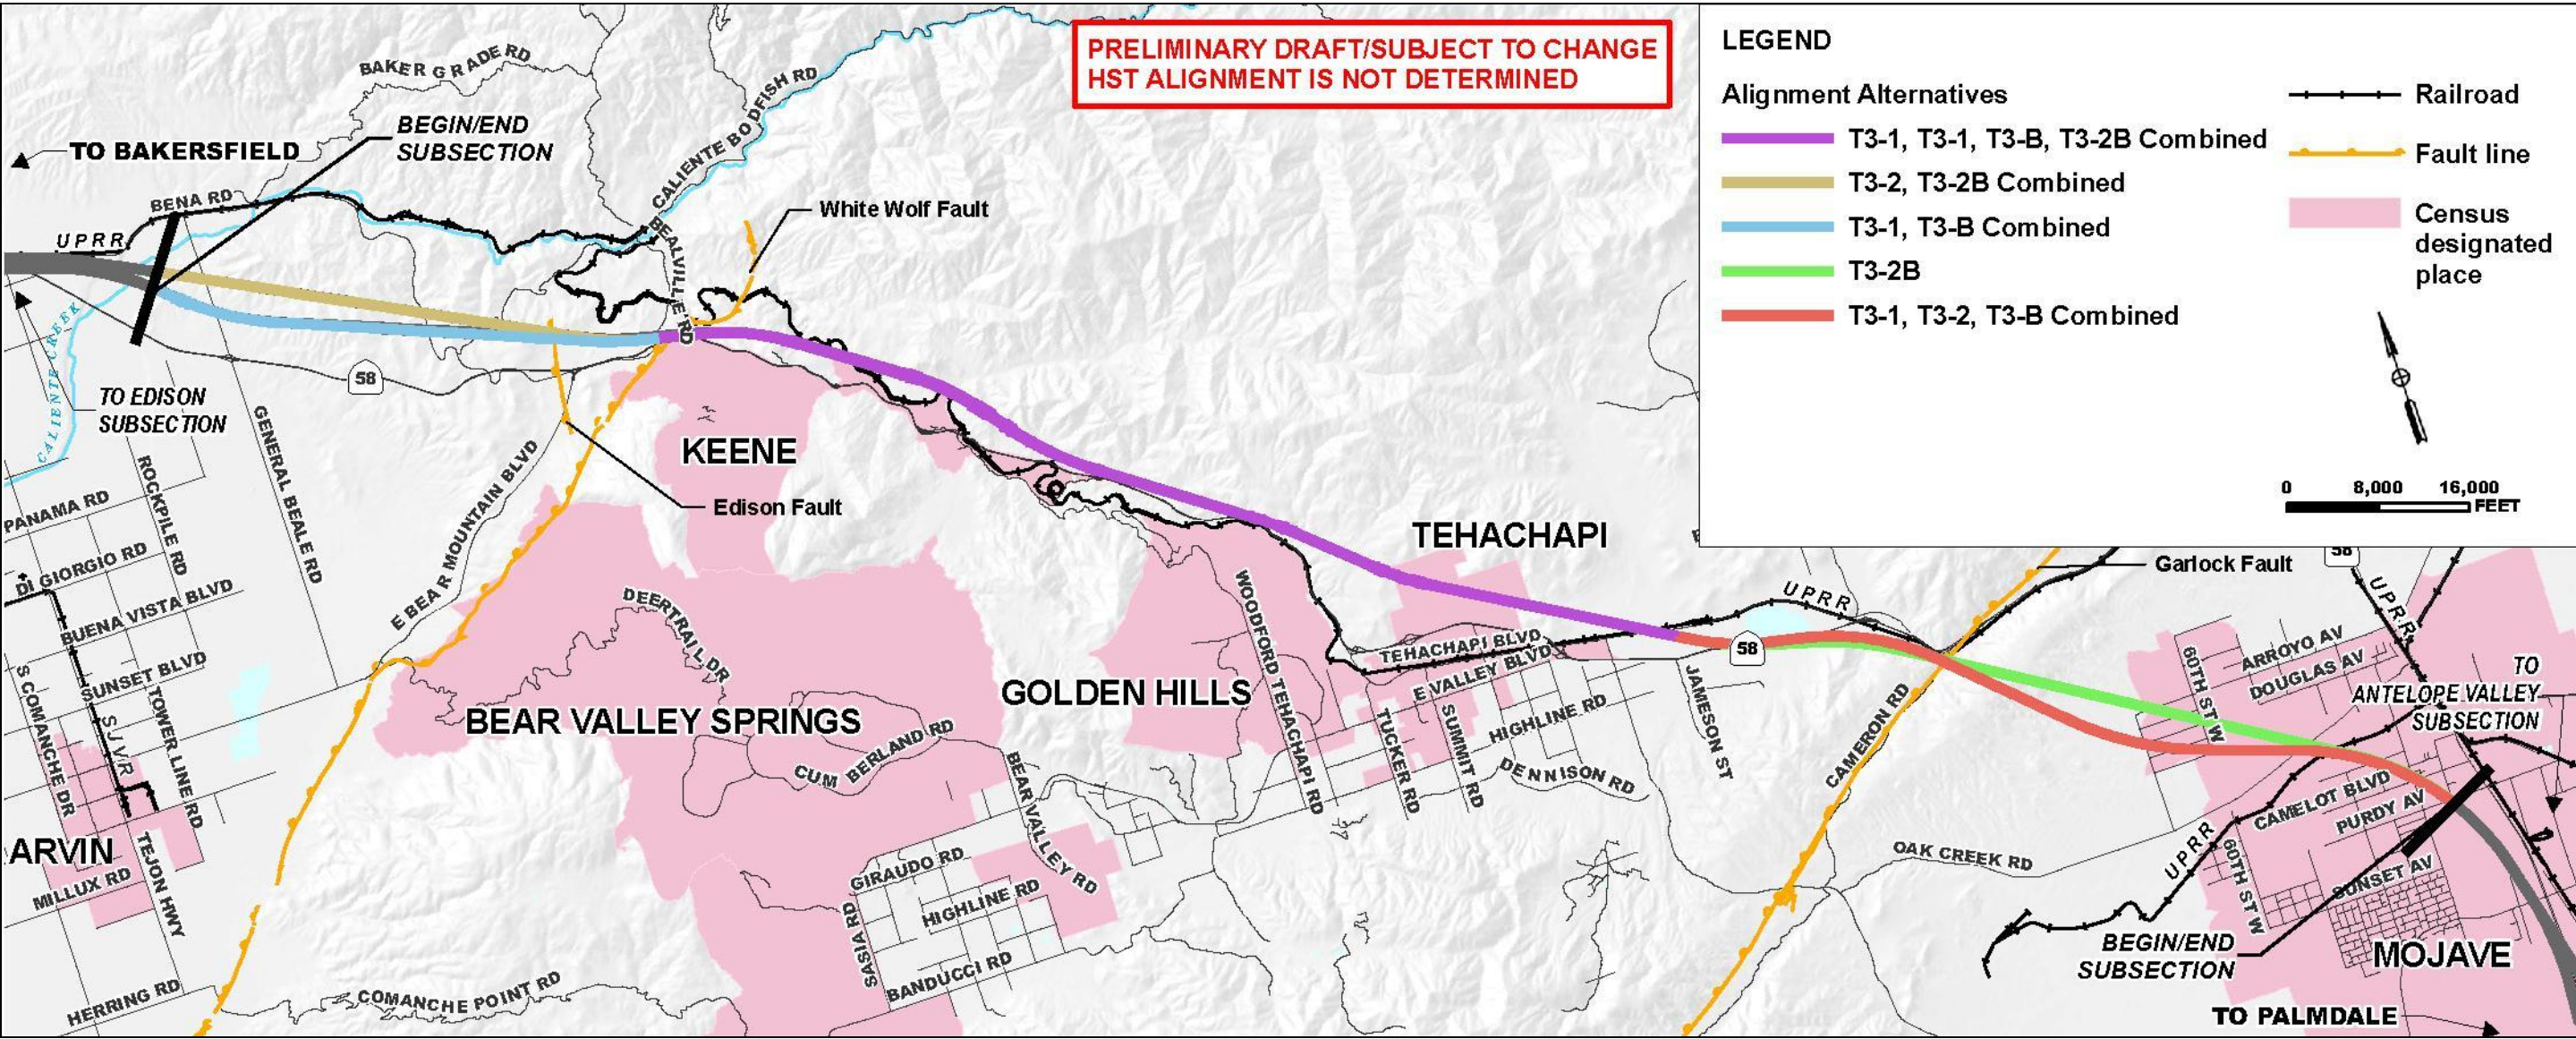 PRELIMINARY DRAFT/SUBJECT TO CHANGE
HST ALIGNMENT IS NOT DETERMINED
LEGEND
Alignment Alternatives
T3-1, T3-1, T3-B, T3-2B Combined
T3-2, T3-2B Combined
T3-1, T3-B Combined
T3-2B
T3-1, T3-2, T3-B Combined
Railroad
Fault line
Census
designated
place
0 8,000 16,000
FEET
BAKER GRADE RD
CALIENTE BODFISH RD
BEGIN/END
SUBSECTION
TO BAKERSFIELD
BENA RD
UPRR
BEALVILLE RD
White Wolf Fault
CALIENTE CREEK
58
TO EDISON
SUBSECTION
GENERAL BEALE RD
ROCKPILE RD
E BEAR MOUNTAIN BLVD
KEENE
Edison Fault
PANAMA RD
DI GIORGIO RD
BUENA VISTA BLVD
SUNSET BLVD
S COMANCHE DR
SJVR
TOWER LINE RD
ARVIN
MILLUX RD
TEJON HWY
HERRING RD
COMANCHE POINT RD
DEERTRAIL DR
BEAR VALLEY SPRINGS
CUMBERLAND RD
BEAR VALLEY RD
GIRAUDO RD
HIGHLINE RD
SASIA RD
BANDUCCI RD
GOLDEN HILLS
WOODFORD TEHACHAPI RD
TEHACHAPI
TEHACHAPI BLVD
E VALLEY BLVD
TUCKER RD
SUMMIT RD
HIGHLINE RD
DENNISON RD
JAMESON ST
UPRR
58
CAMERON RD
OAK CREEK RD
Garlock Fault
58
UPRR
60TH ST W
ARROYO AV
DOUGLAS AV
TO
ANTELOPE VALLEY
SUBSECTION
CAMELOT BLVD
PURDY AV
UPRR
60TH ST W
SUNSET AV
BEGIN/END
SUBSECTION
MOJAVE
TO PALMDALE